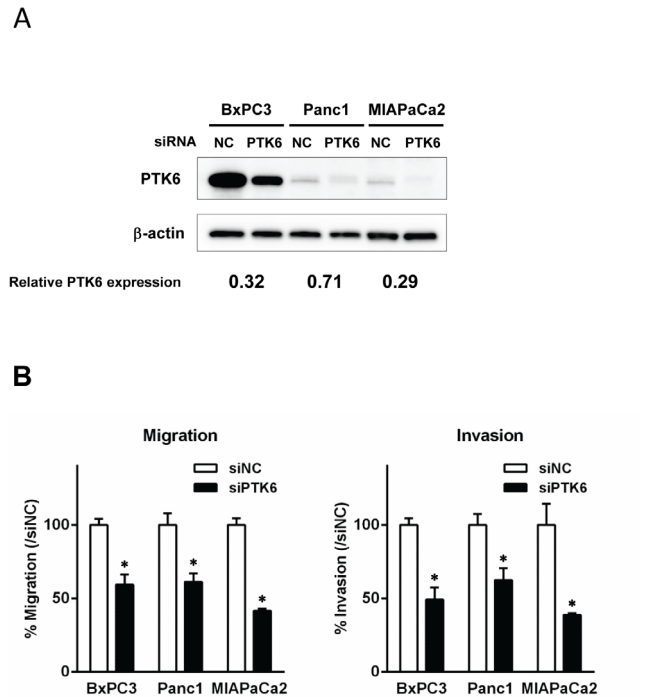 A
BxPC3 Panc1 MIAPaCa2
siRNA NC PTK6 NC PTK6 NC PTK6
PTK6
β-actin
Relative PTK6 expression 0.32 0.71 0.29
B
Migration
siNC
siPTK6
% Migration (/siNC)
100
50
0
* * *
BxPC3 Panc1 MIAPaCa2
Invasion
siNC
siPTK6
% Invasion (/siNC)
100
50
0
* * *
BxPC3 Panc1 MIAPaCa2